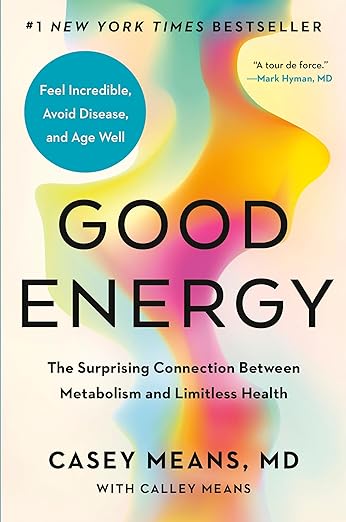 #1 NEW YORK TIMES BESTSELLER
Feel Incredible,
Avoid Disease,
and Age Well
"A tour de force."
—Mark Hyman, MD
GOOD
ENERGY
The Surprising Connection Between
Metabolism and Limitless Health
CASEY MEANS, MD
WITH CALLEY MEANS